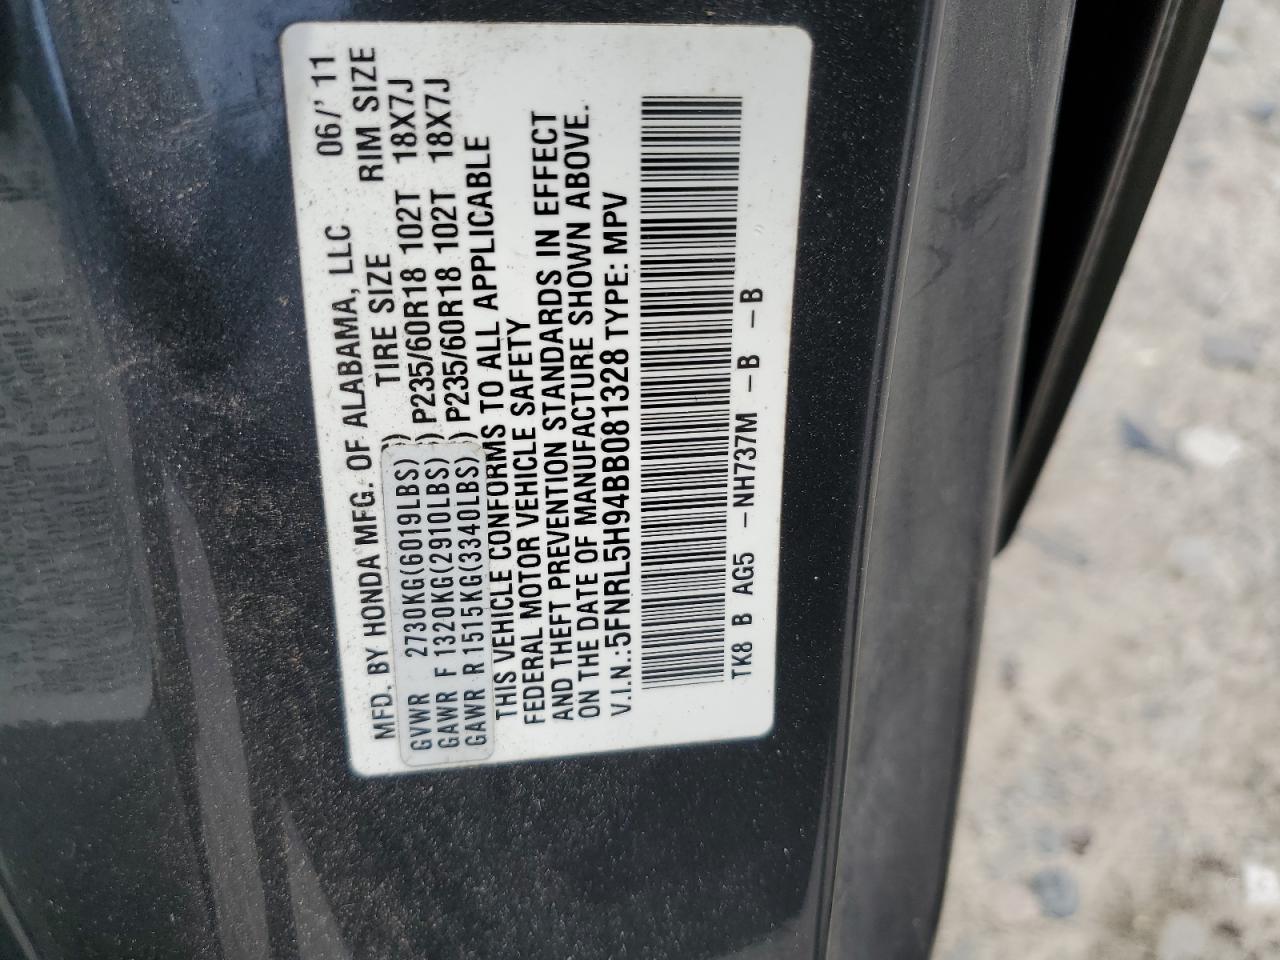 MFD. BY HONDA MFG. OF ALABAMA, LLC 06/' 11
TIRE SIZE RIM SIZE
GVWR 2730KG(6019LBS) P235/60R18 102T 18X7J
GAWR F 1320KG(2910LBS) P235/60R18 102T 18X7J
GAWR R 1515KG(3340LBS)
THIS VEHICLE CONFORMS TO ALL APPLICABLE
FEDERAL MOTOR VEHICLE SAFETY
AND THEFT PREVENTION STANDARDS IN EFFECT
ON THE DATE OF MANUFACTURE SHOWN ABOVE.
V.I.N.:5FNRL5H94BB081328 TYPE: MPV
TK8 B AG5 -NH737M -B -B